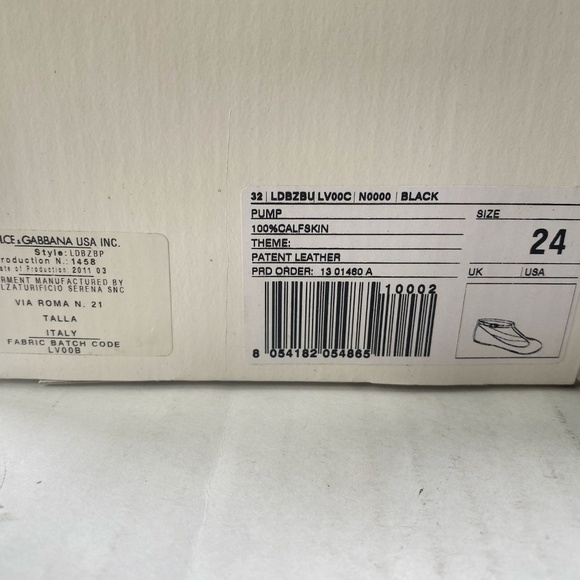 LCE & GABBANA USA INC.
Style: LDBZBP
roduction N.: 1458
ate of Production. 2011 03
RMENT MANUFACTURED BY
LZATURIFICIO SERENA SNC
VIA ROMA N. 21
TALLA
ITALY
FABRIC BATCH CODE
LV00B
32 | LDBZBU | LV00C | N0000 | BLACK
PUMP
100%CALFSKIN
THEME:
PATENT LEATHER
PRD ORDER: 13 01460 A
SIZE
24
UK USA
10002
8 054182 054865